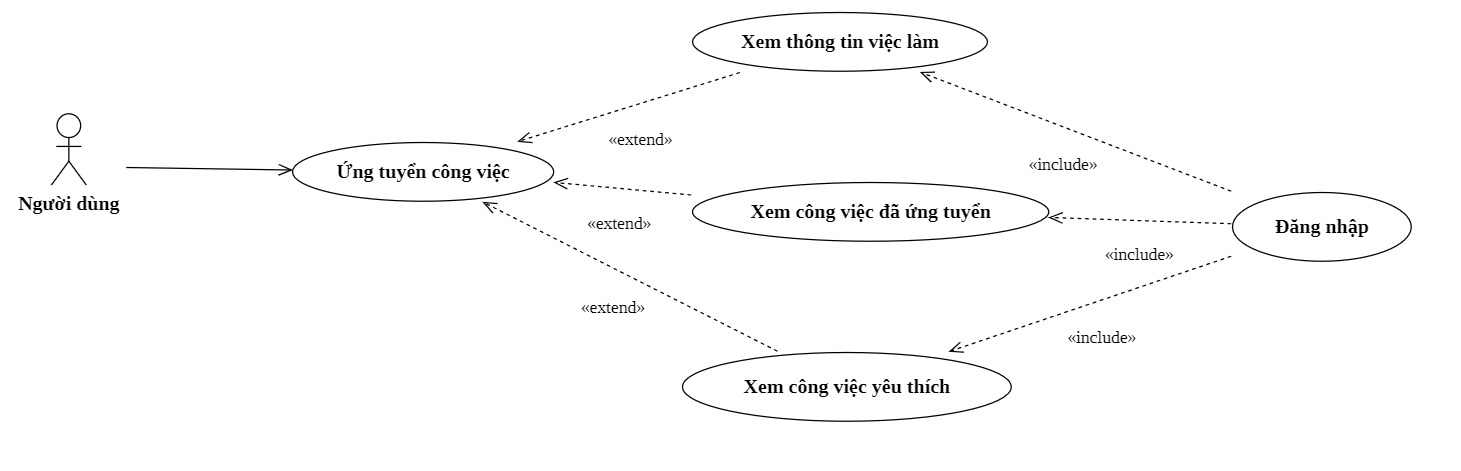 Xem thông tin việc làm
«extend»
«include»
Ứng tuyển công việc
Người dùng
Xem công việc đã ứng tuyển
«extend»
Đăng nhập
«include»
«extend»
«include»
Xem công việc yêu thích